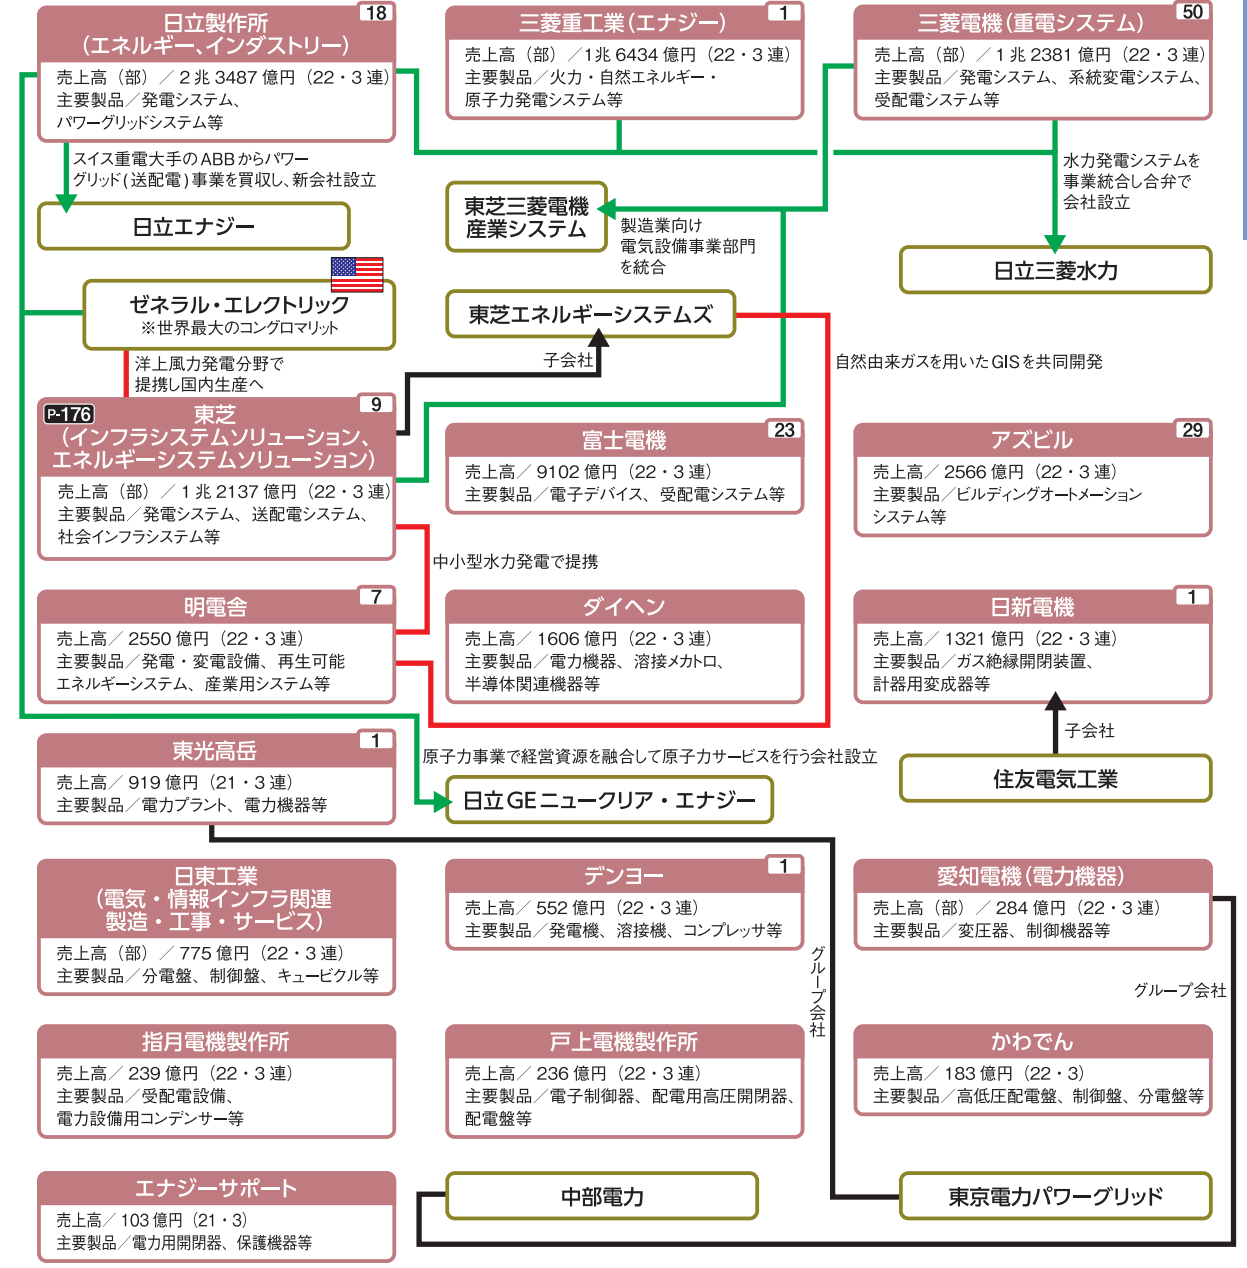 日立製作所
(エネルギー、インダストリー)
18
売上高（部）／2兆3487億円（22・3連）
主要製品／発電システム、
パワーグリッドシステム等
三菱重工業(エナジー)
1
売上高（部）／1兆6434億円（22・3連）
主要製品／火力・自然エネルギー・
原子力発電システム等
三菱電機(重電システム)
50
売上高（部）／1兆2381億円（22・3連）
主要製品／発電システム、系統変電システム、
受配電システム等
スイス重電大手のABBからパワー
グリッド(送配電)事業を買収し、新会社設立
日立エナジー
東芝三菱電機
産業システム
製造業向け
電気設備事業部門
を統合
水力発電システムを
事業統合し合弁で
会社設立
日立三菱水力
ゼネラル・エレクトリック
※世界最大のコングロマリット
東芝エネルギーシステムズ
子会社
洋上風力発電分野で
提携し国内生産へ
自然由来ガスを用いたGISを共同開発
P-176
東芝
9
(インフラシステムソリューション、
エネルギーシステムソリューション)
売上高（部）／1兆2137億円（22・3連）
主要製品／発電システム、送配電システム、
社会インフラシステム等
富士電機
23
売上高／9102億円（22・3連）
主要製品／電子デバイス、受配電システム等
アズビル
29
売上高／2566億円（22・3連）
主要製品／ビルディングオートメーション
システム等
中小型水力発電で提携
明電舎
7
売上高／2550億円（22・3連）
主要製品／発電・変電設備、再生可能
エネルギーシステム、産業用システム等
ダイヘン
売上高／1606億円（22・3連）
主要製品／電力機器、溶接メカトロ、
半導体関連機器等
日新電機
1
売上高／1321億円（22・3連）
主要製品／ガス絶縁開閉装置、
計器用変成器等
子会社
住友電気工業
東光高岳
1
売上高／919億円（21・3連）
主要製品／電力プラント、電力機器等
原子力事業で経営資源を融合して原子力サービスを行う会社設立
日立GEニュークリア・エナジー
日東工業
(電気・情報インフラ関連
製造・工事・サービス)
売上高（部）／775億円（22・3連）
主要製品／分電盤、制御盤、キュービクル等
デンヨー
1
売上高／552億円（22・3連）
主要製品／発電機、溶接機、コンプレッサ等
愛知電機(電力機器)
売上高（部）／284億円（22・3連）
主要製品／変圧器、制御機器等
グループ会社
グループ会社
指月電機製作所
売上高／239億円（22・3連）
主要製品／受配電設備、
電力設備用コンデンサー等
戸上電機製作所
売上高／236億円（22・3連）
主要製品／電子制御器、配電用高圧開閉器、
配電盤等
かわでん
売上高／183億円（22・3）
主要製品／高低圧配電盤、制御盤、分電盤等
エナジーサポート
売上高／103億円（21・3）
主要製品／電力用開閉器、保護機器等
中部電力
東京電力パワーグリッド